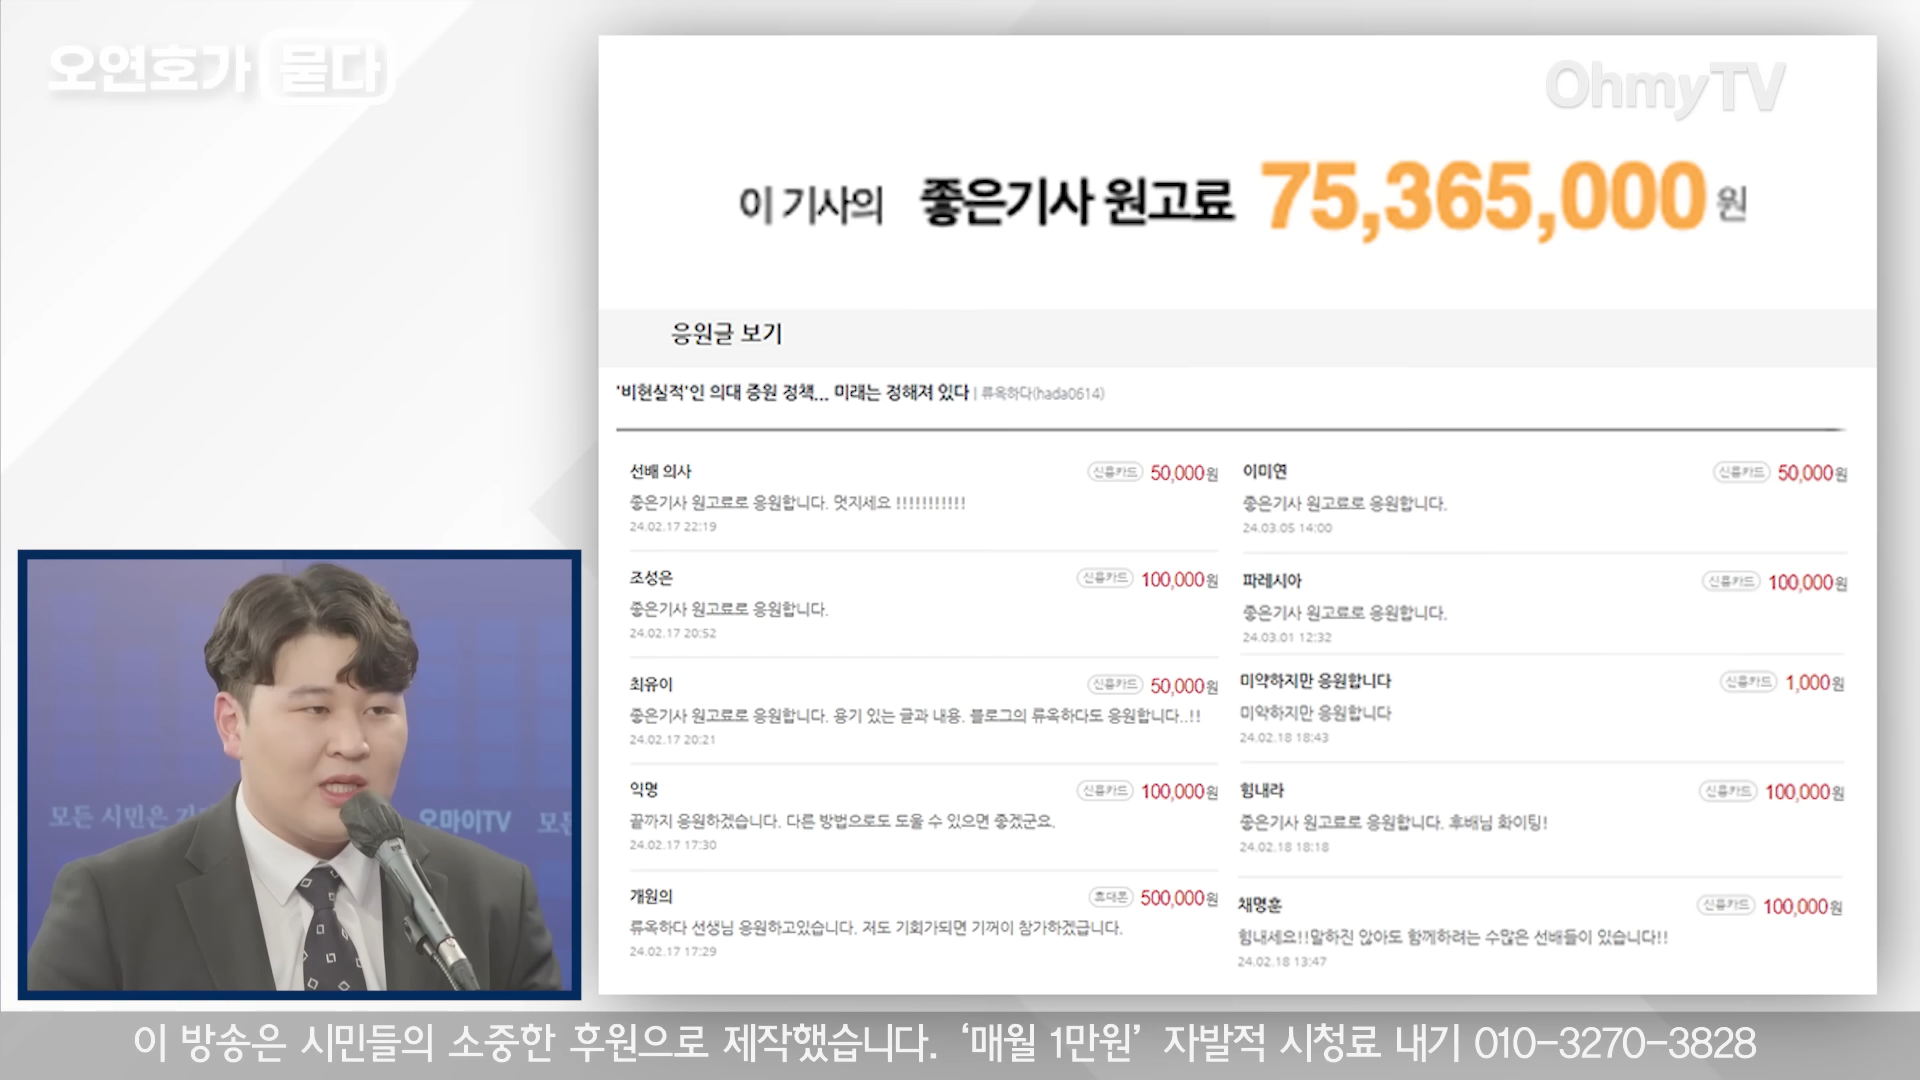 오연호가 묻다
OhmyTV
이 기사의 좋은기사 원고료 75,365,000 원
응원글 보기
'비현실적'인 의대 증원 정책... 미래는 정해져 있다 | 류옥하다(hada0614)
선배 의사 신용카드 50,000원
좋은기사 원고료로 응원합니다. 멋지세요 !!!!!!!!!!!
24.02.17 22:19
조성은 신용카드 100,000원
좋은기사 원고료로 응원합니다.
24.02.17 20:52
최유이 신용카드 50,000원
좋은기사 원고료로 응원합니다. 용기 있는 글과 내용. 블로그의 류옥하다도 응원합니다..!!
24.02.17 20:21
익명 신용카드 100,000원
끝까지 응원하겠습니다. 다른 방법으로도 도울 수 있으면 좋겠군요.
24.02.17 17:30
개원의 휴대폰 500,000원
류옥하다 선생님 응원하고있습니다. 저도 기회가되면 기꺼이 참가하겠급니다.
24.02.17 17:29
이미연 신용카드 50,000원
좋은기사 원고료로 응원합니다.
24.03.05 14:00
파레시아 신용카드 100,000원
좋은기사 원고료로 응원합니다.
24.03.01 12:32
미약하지만 응원합니다 신용카드 1,000원
미약하지만 응원합니다
24.02.18 18:43
힘내라 신용카드 100,000원
좋은기사 원고료로 응원합니다. 후배님 화이팅!
24.02.18 18:18
채명훈 신용카드 100,000원
힘내세요!!말하진 않아도 함께하려는 수많은 선배들이 있습니다!!
24.02.18 13:47
모든 시민은 기
오마이TV
모든
이 방송은 시민들의 소중한 후원으로 제작했습니다. ‘매월 1만원’ 자발적 시청료 내기 010-3270-3828